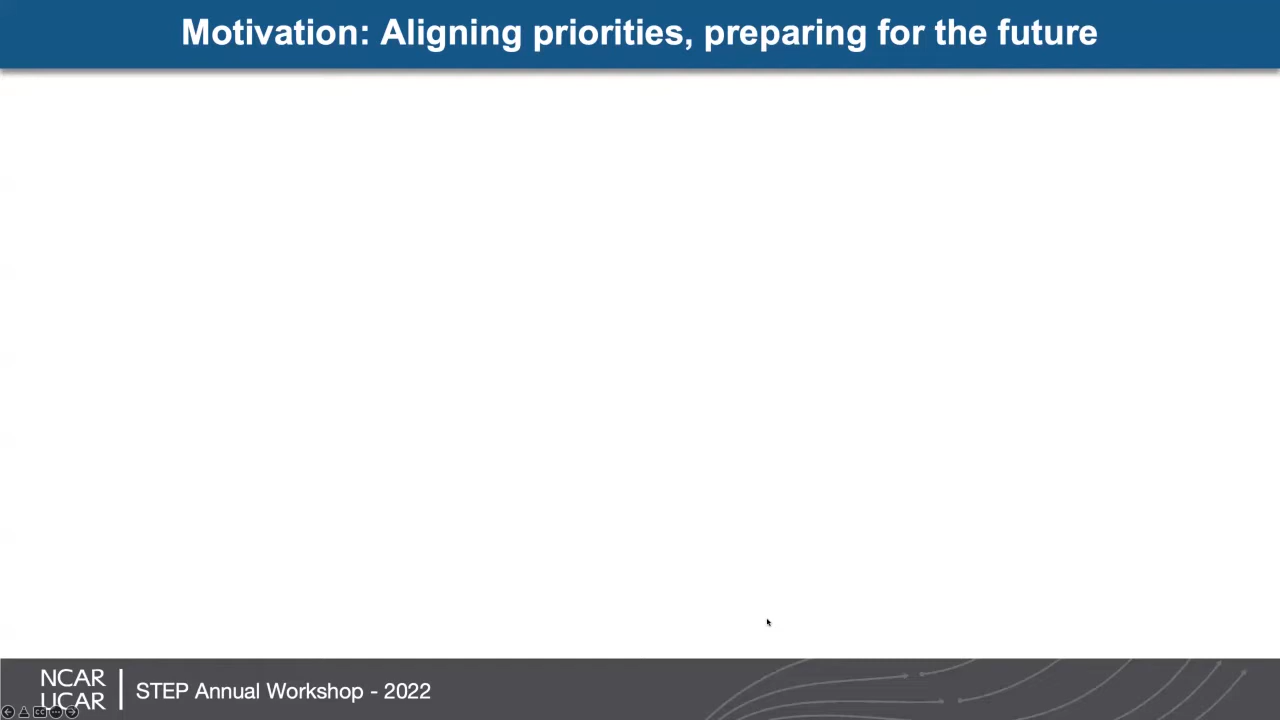 Motivation: Aligning priorities, preparing for the future
NCAR
UCAR
STEP Annual Workshop - 2022